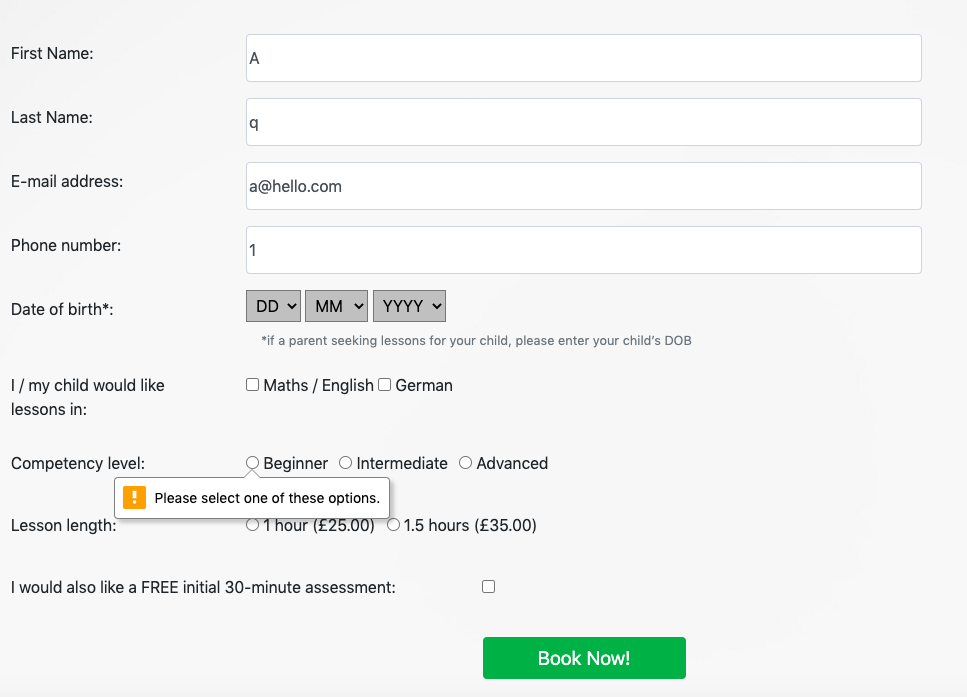 First Name:
A
Last Name:
q
E-mail address:
a@hello.com
Phone number:
1
Date of birth*:
DD MM YYYY
*if a parent seeking lessons for your child, please enter your child's DOB
I / my child would like
lessons in:
Maths / English German
Competency level:
Beginner Intermediate Advanced
! Please select one of these options.
Lesson length:
1 hour (£25.00) 1.5 hours (£35.00)
I would also like a FREE initial 30-minute assessment:
Book Now!